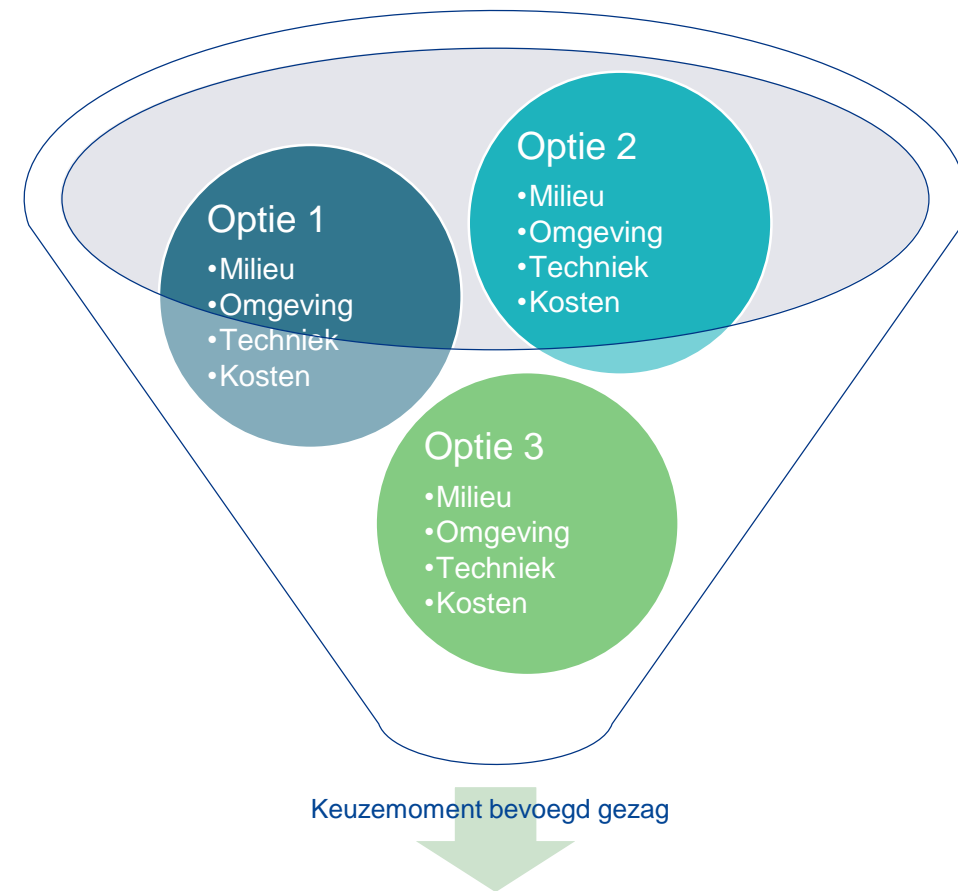 Optie 1
•Milieu
•Omgeving
•Techniek
•Kosten
Optie 2
•Milieu
•Omgeving
•Techniek
•Kosten
Optie 3
•Milieu
•Omgeving
•Techniek
•Kosten
Keuzemoment bevoegd gezag